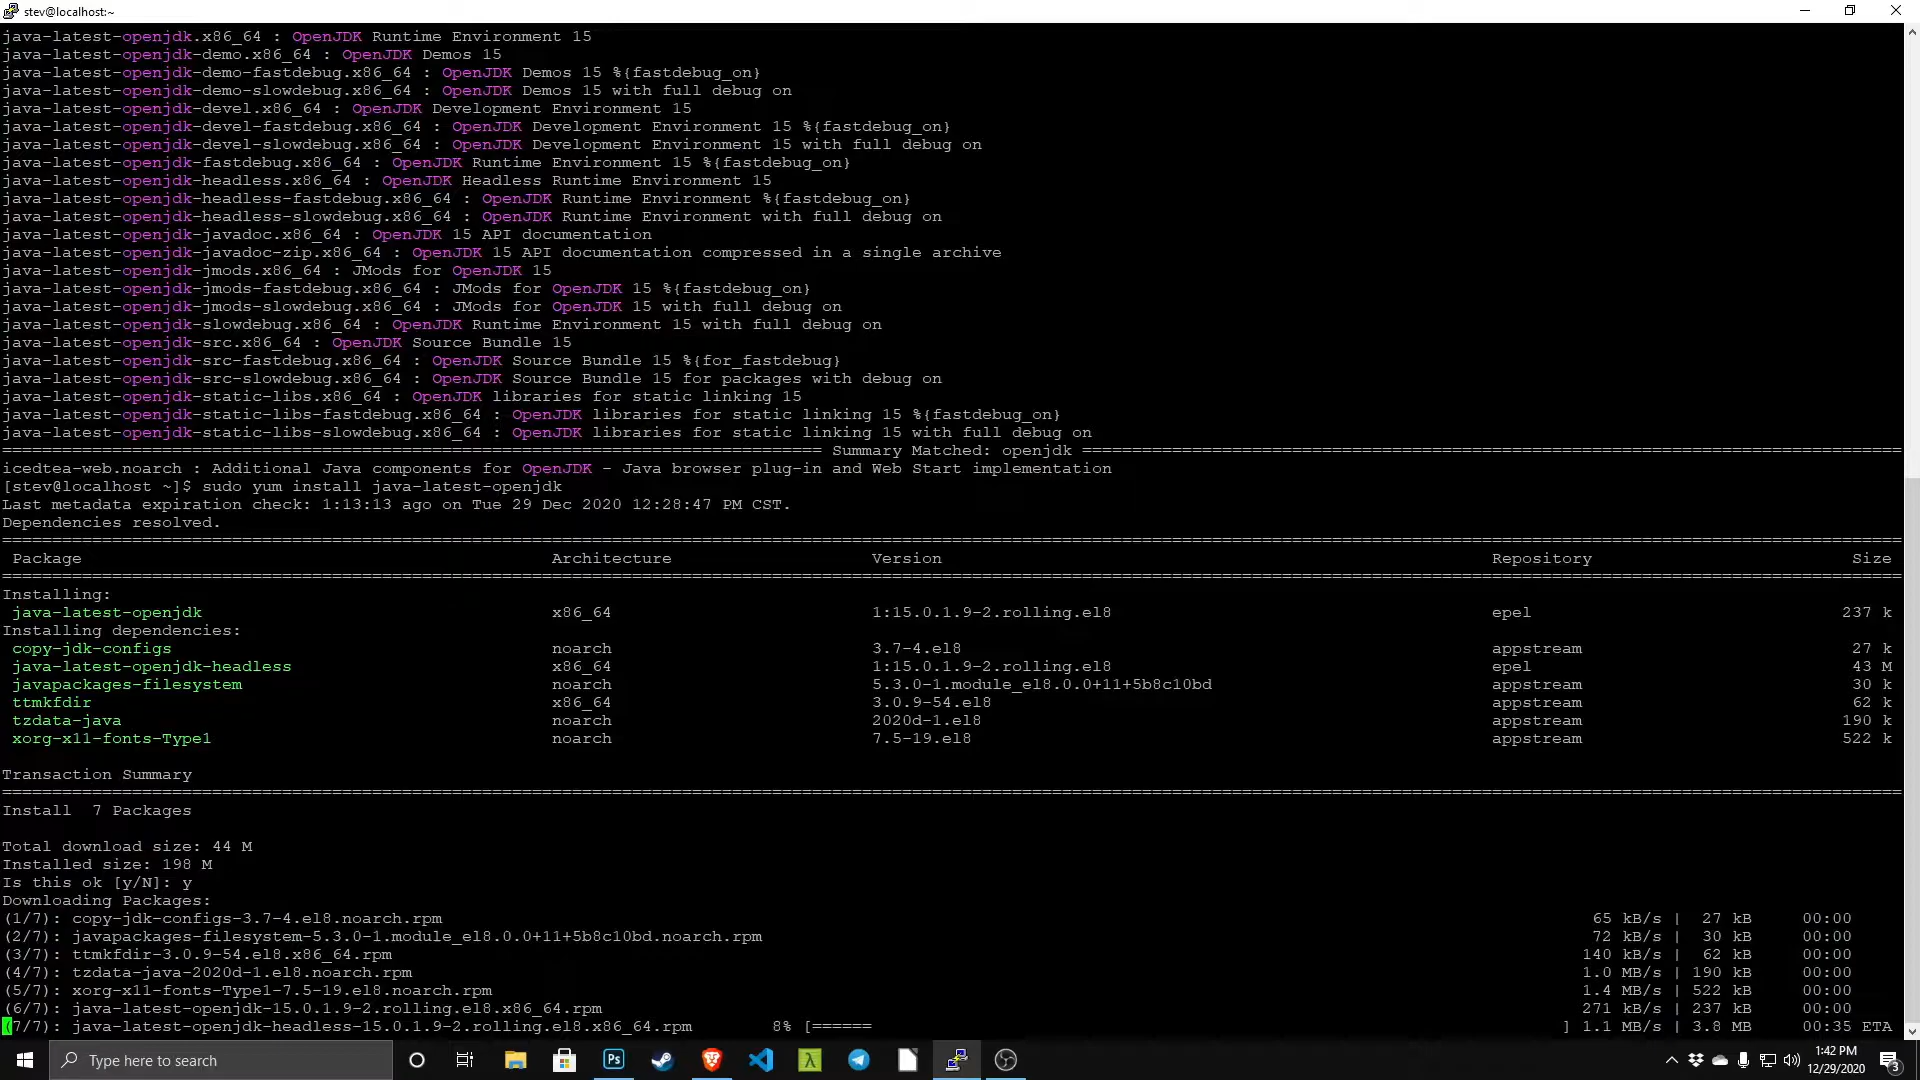 stev@localhost:~
java-latest-openjdk.x86_64 : OpenJDK Runtime Environment 15
java-latest-openjdk-demo.x86_64 : OpenJDK Demos 15
java-latest-openjdk-demo-fastdebug.x86_64 : OpenJDK Demos 15 %{fastdebug_on}
java-latest-openjdk-demo-slowdebug.x86_64 : OpenJDK Demos 15 with full debug on
java-latest-openjdk-devel.x86_64 : OpenJDK Development Environment 15
java-latest-openjdk-devel-fastdebug.x86_64 : OpenJDK Development Environment 15 %{fastdebug_on}
java-latest-openjdk-devel-slowdebug.x86_64 : OpenJDK Development Environment 15 with full debug on
java-latest-openjdk-fastdebug.x86_64 : OpenJDK Runtime Environment 15 %{fastdebug_on}
java-latest-openjdk-headless.x86_64 : OpenJDK Headless Runtime Environment 15
java-latest-openjdk-headless-fastdebug.x86_64 : OpenJDK Runtime Environment %{fastdebug_on}
java-latest-openjdk-headless-slowdebug.x86_64 : OpenJDK Runtime Environment with full debug on
java-latest-openjdk-javadoc.x86_64 : OpenJDK 15 API documentation
java-latest-openjdk-javadoc-zip.x86_64 : OpenJDK 15 API documentation compressed in a single archive
java-latest-openjdk-jmods.x86_64 : JMods for OpenJDK 15
java-latest-openjdk-jmods-fastdebug.x86_64 : JMods for OpenJDK 15 %{fastdebug_on}
java-latest-openjdk-jmods-slowdebug.x86_64 : JMods for OpenJDK 15 with full debug on
java-latest-openjdk-slowdebug.x86_64 : OpenJDK Runtime Environment 15 with full debug on
java-latest-openjdk-src.x86_64 : OpenJDK Source Bundle 15
java-latest-openjdk-src-fastdebug.x86_64 : OpenJDK Source Bundle 15 %{for_fastdebug}
java-latest-openjdk-src-slowdebug.x86_64 : OpenJDK Source Bundle 15 for packages with debug on
java-latest-openjdk-static-libs.x86_64 : OpenJDK libraries for static linking 15
java-latest-openjdk-static-libs-fastdebug.x86_64 : OpenJDK libraries for static linking 15 %{fastdebug_on}
java-latest-openjdk-static-libs-slowdebug.x86_64 : OpenJDK libraries for static linking 15 with full debug on
Summary Matched: openjdk
icedtea-web.noarch : Additional Java components for OpenJDK - Java browser plug-in and Web Start implementation
[stev@localhost ~]$ sudo yum install java-latest-openjdk
Last metadata expiration check: 1:13:13 ago on Tue 29 Dec 2020 12:28:47 PM CST.
Dependencies resolved.
Package Architecture Version Repository Size
Installing:
java-latest-openjdk x86_64 1:15.0.1.9-2.rolling.el8 epel 237 k
Installing dependencies:
copy-jdk-configs noarch 3.7-4.el8 appstream 27 k
java-latest-openjdk-headless x86_64 1:15.0.1.9-2.rolling.el8 epel 43 M
javapackages-filesystem noarch 5.3.0-1.module_el8.0.0+11+5b8c10bd appstream 30 k
ttmkfdir x86_64 3.0.9-54.el8 appstream 62 k
tzdata-java noarch 2020d-1.el8 appstream 190 k
xorg-x11-fonts-Type1 noarch 7.5-19.el8 appstream 522 k
Transaction Summary
Install 7 Packages
Total download size: 44 M
Installed size: 198 M
Is this ok [y/N]: y
Downloading Packages:
(1/7): copy-jdk-configs-3.7-4.el8.noarch.rpm 65 kB/s | 27 kB 00:00
(2/7): javapackages-filesystem-5.3.0-1.module_el8.0.0+11+5b8c10bd.noarch.rpm 72 kB/s | 30 kB 00:00
(3/7): ttmkfdir-3.0.9-54.el8.x86_64.rpm 140 kB/s | 62 kB 00:00
(4/7): tzdata-java-2020d-1.el8.noarch.rpm 1.0 MB/s | 190 kB 00:00
(5/7): xorg-x11-fonts-Type1-7.5-19.el8.noarch.rpm 1.4 MB/s | 522 kB 00:00
(6/7): java-latest-openjdk-15.0.1.9-2.rolling.el8.x86_64.rpm 271 kB/s | 237 kB 00:00
(7/7): java-latest-openjdk-headless-15.0.1.9-2.rolling.el8.x86_64.rpm 8% [====== ] 1.1 MB/s | 3.8 MB 00:35 ETA
Type here to search
Ps
λ
1:42 PM
12/29/2020
3